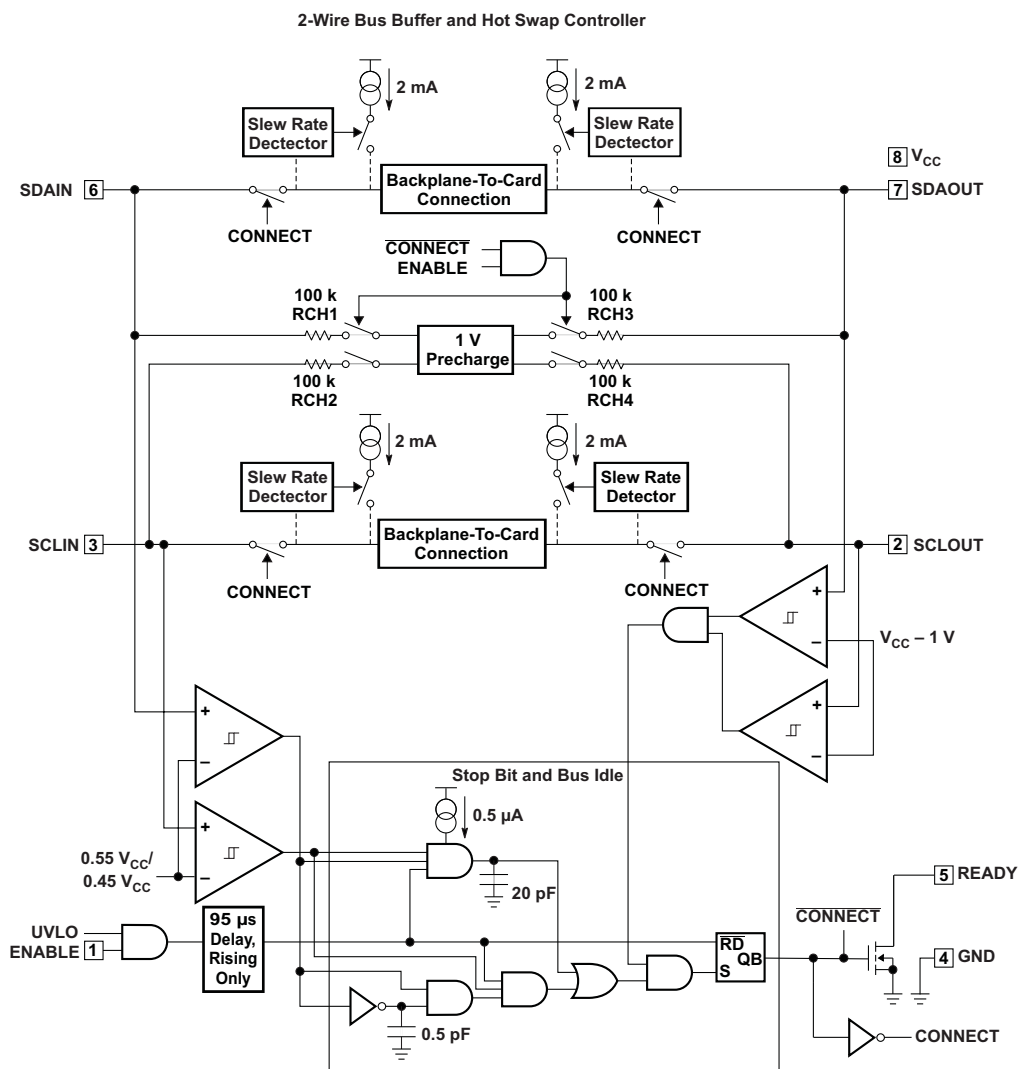 2-Wire Bus Buffer and Hot Swap Controller
2 mA
2 mA
Slew Rate
Dectector
Slew Rate
Dectector
8 VCC
SDAIN 6
Backplane-To-Card
Connection
7 SDAOUT
CONNECT
CONNECT
CONNECT
ENABLE
100 k
RCH1
100 k
RCH3
1 V
Precharge
100 k
RCH2
100 k
RCH4
2 mA
2 mA
Slew Rate
Dectector
Slew Rate
Detector
SCLIN 3
Backplane-To-Card
Connection
2 SCLOUT
CONNECT
CONNECT
+
–
VCC – 1 V
+
–
+
–
Stop Bit and Bus Idle
0.5 µA
+
–
0.55 VCC/
0.45 VCC
20 pF
5 READY
UVLO
ENABLE 1
95 µs
Delay,
Rising
Only
CONNECT
RD
QB
S
4 GND
0.5 pF
CONNECT